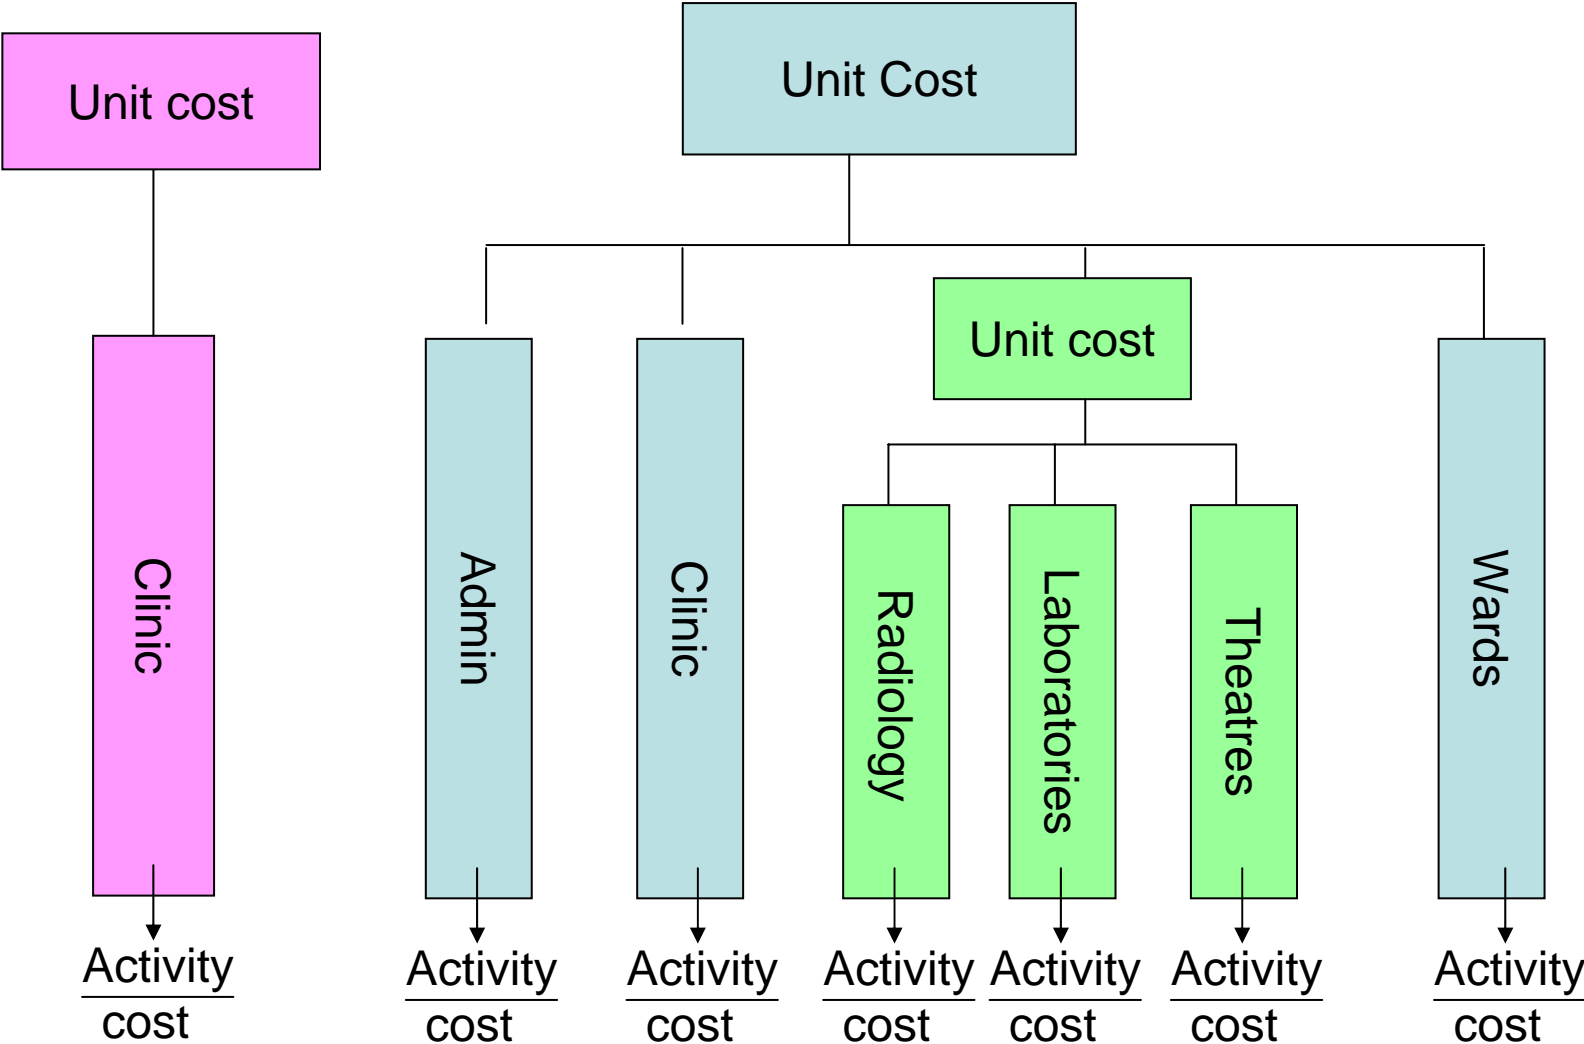 Unit cost
Unit Cost
Unit cost
Clinic
Admin
Clinic
Radiology
Laboratories
Theatres
Wards
Activity
cost
Activity
cost
Activity
cost
Activity
cost
Activity
cost
Activity
cost
Activity
cost